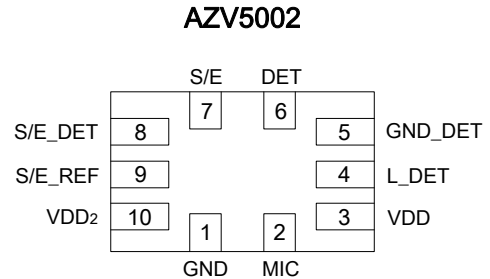 AZV5002
S/E DET
7 6
S/E_DET 8 5 GND_DET
S/E_REF 9 4 L_DET
VDD2 10 3 VDD
1 2
GND MIC